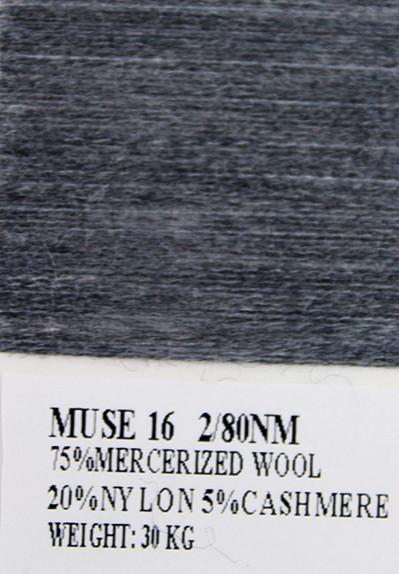 MUSE 16 2/80NM
75%MERCERIZED WOOL
20%NYLON 5%CASHMERE
WEIGHT: 30 KG